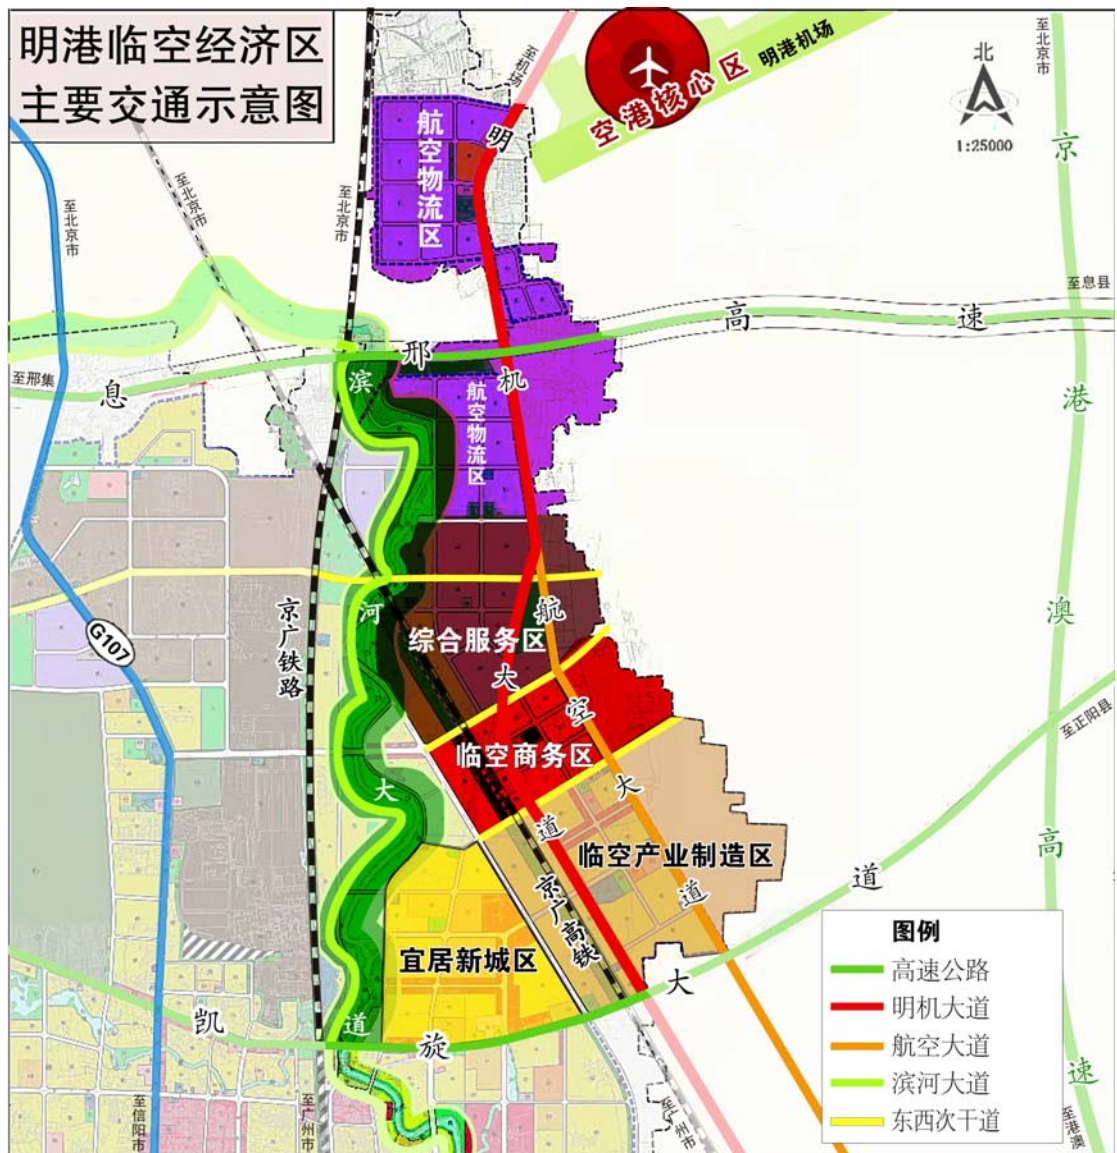 明港临空经济区
主要交通示意图
空港核心区
明港机场
北
1:25000
至机场
至北京市
至北京市
至北京市
至北京市
航空物流区
明机大道
京港澳高速
至息县
息邢高速
至邢集
滨河大道
航空物流区
G107
京广铁路
综合服务区
航空大道
临空商务区
至正阳县
临空产业制造区
京广高铁
宜居新城区
凯旋大道
至信阳市
至广州市
至广州市
至港澳
图例
高速公路
明机大道
航空大道
滨河大道
东西次干道